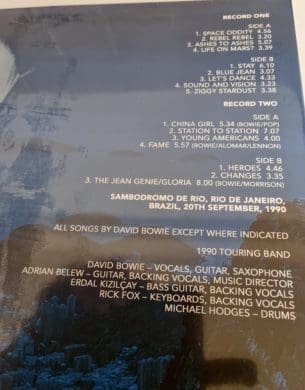 RECORD ONE
SIDE A
1. SPACE ODDITY 4.56
2. REBEL REBEL 3.20
3. ASHES TO ASHES 5.07
4. LIFE ON MARS? 3.39
SIDE B
1. STAY 6.10
2. BLUE JEAN 3.07
3. LET'S DANCE 4.33
4. SOUND AND VISION 3.23
5. ZIGGY STARDUST 3.38
RECORD TWO
SIDE A
1. CHINA GIRL 5.34 (BOWIE/POP)
2. STATION TO STATION 7.07
3. YOUNG AMERICANS 4.00
4. FAME 5.57 (BOWIE/ALOMAR/LENNON)
SIDE B
1. HEROES 4.46
2. CHANGES 3.35
3. THE JEAN GENIE/GLORIA 8.00 (BOWIE/MORRISON)
SAMBODROMO DE RIO, RIO DE JANEIRO,
BRAZIL, 20TH SEPTEMBER, 1990
ALL SONGS BY DAVID BOWIE EXCEPT WHERE INDICATED
1990 TOURING BAND
DAVID BOWIE – VOCALS, GUITAR, SAXOPHONE
ADRIAN BELEW – GUITAR, BACKING VOCALS, MUSIC DIRECTOR
ERDAL KIZILÇAY – BASS GUITAR, BACKING VOCALS
RICK FOX – KEYBOARDS, BACKING VOCALS
MICHAEL HODGES – DRUMS